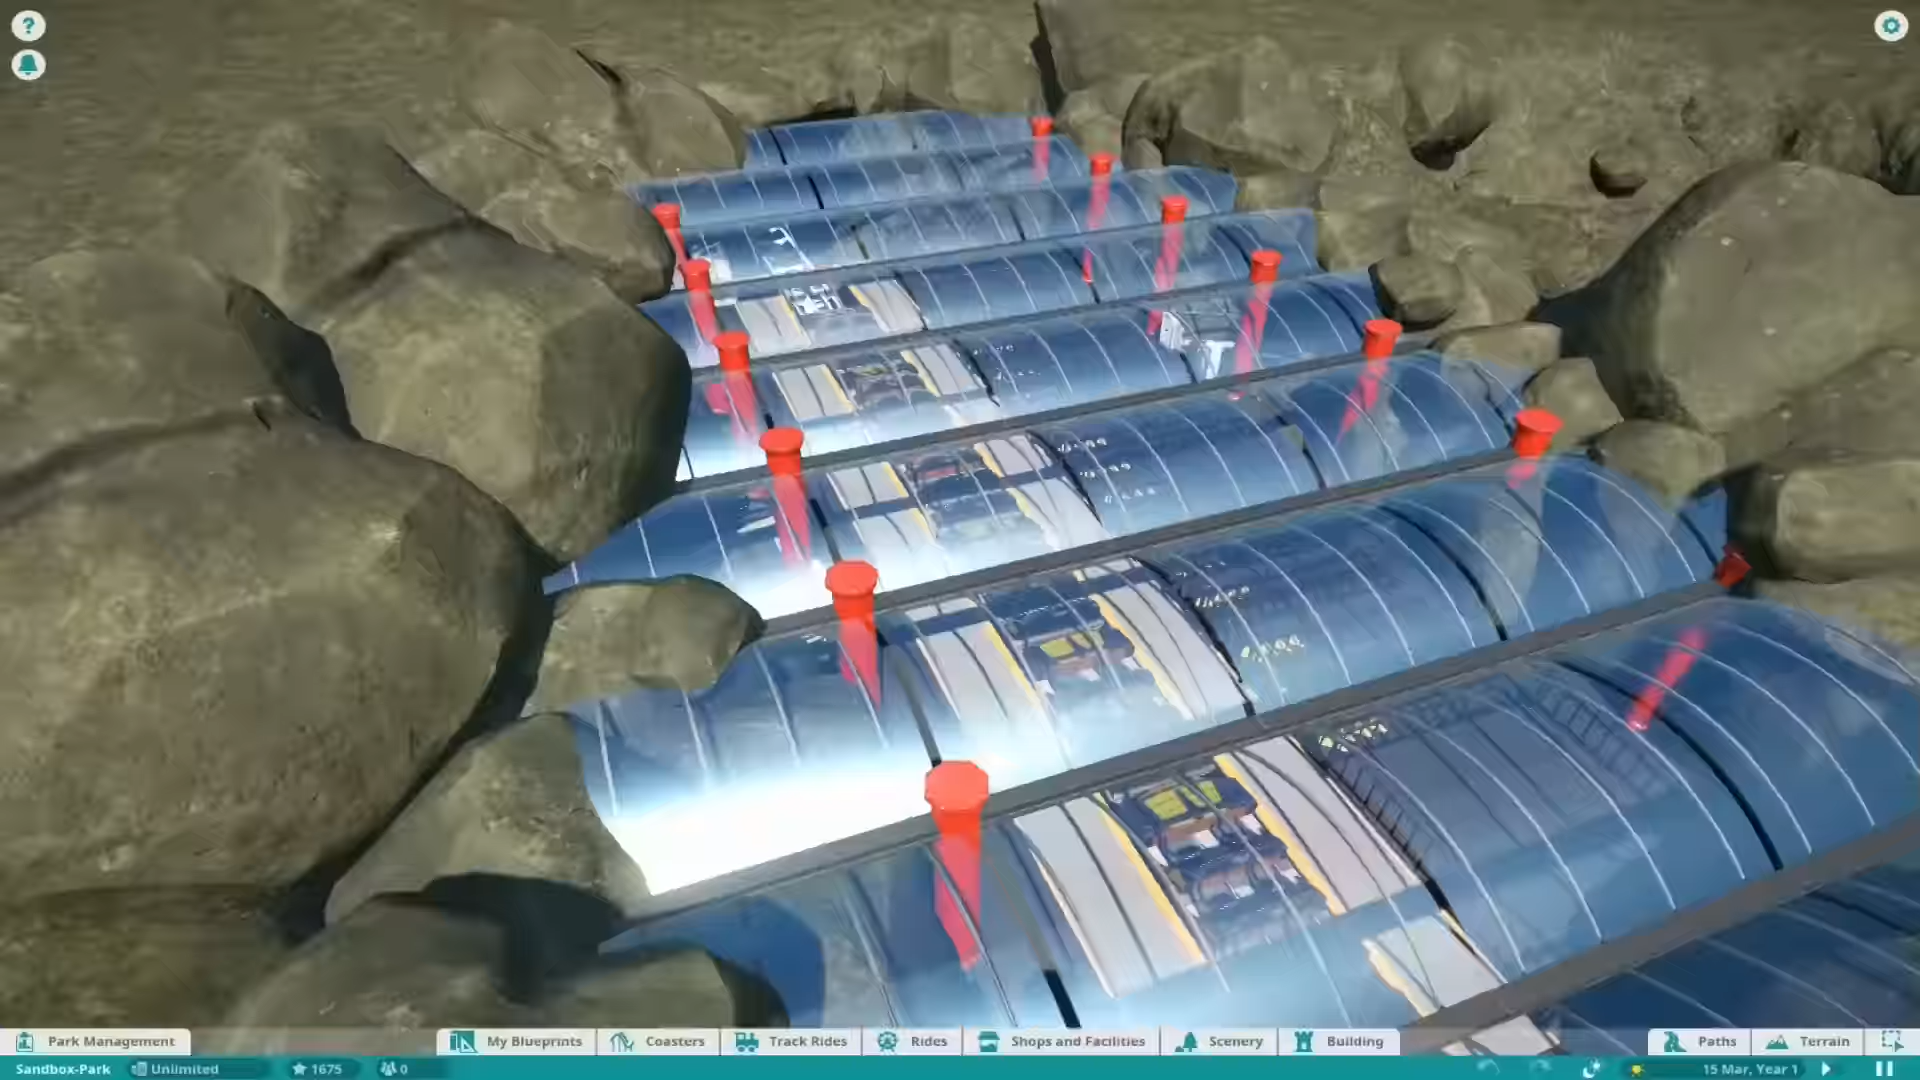 ?
Park Management
My Blueprints
Coasters
Track Rides
Rides
Shops and Facilities
Scenery
Building
Paths
Terrain
Sandbox-Park
Unlimited
1675
0
15 Mar, Year 1